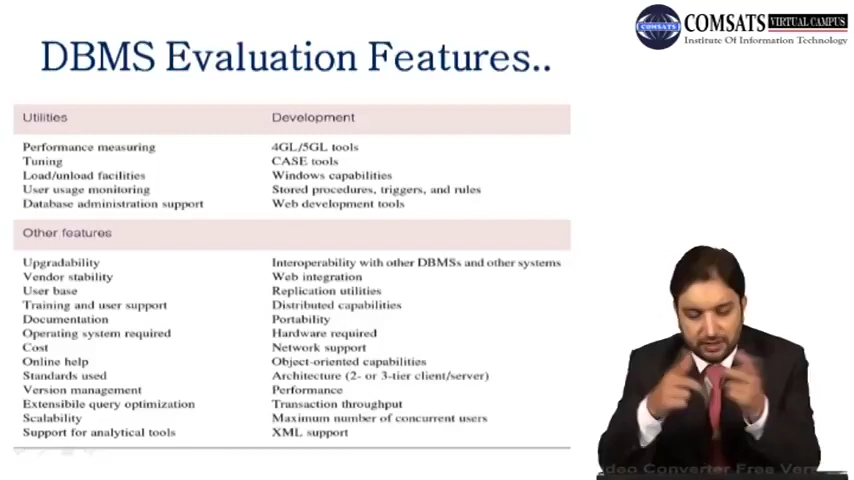 COMSATS VIRTUAL CAMPUS
COMSATS
Institute Of Information Technology
DBMS Evaluation Features..
Utilities Development
Performance measuring 4GL/5GL tools
Tuning CASE tools
Load/unload facilities Windows capabilities
User usage monitoring Stored procedures, triggers, and rules
Database administration support Web development tools
Other features
Upgradability Interoperability with other DBMSs and other systems
Vendor stability Web integration
User base Replication utilities
Training and user support Distributed capabilities
Documentation Portability
Operating system required Hardware required
Cost Network support
Online help Object-oriented capabilities
Standards used Architecture (2- or 3-tier client/server)
Version management Performance
Extensibile query optimization Transaction throughput
Scalability Maximum number of concurrent users
Support for analytical tools XML support
deo Converter Free Vers